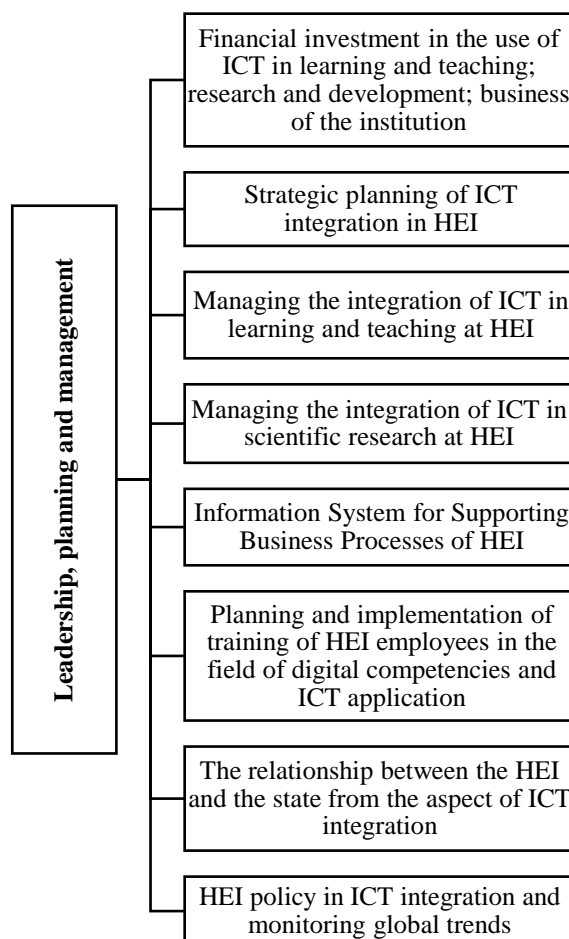 Leadership, planning and management
Financial investment in the use of
ICT in learning and teaching;
research and development; business
of the institution
Strategic planning of ICT
integration in HEI
Managing the integration of ICT in
learning and teaching at HEI
Managing the integration of ICT in
scientific research at HEI
Information System for Supporting
Business Processes of HEI
Planning and implementation of
training of HEI employees in the
field of digital competencies and
ICT application
The relationship between the HEI
and the state from the aspect of ICT
integration
HEI policy in ICT integration and
monitoring global trends